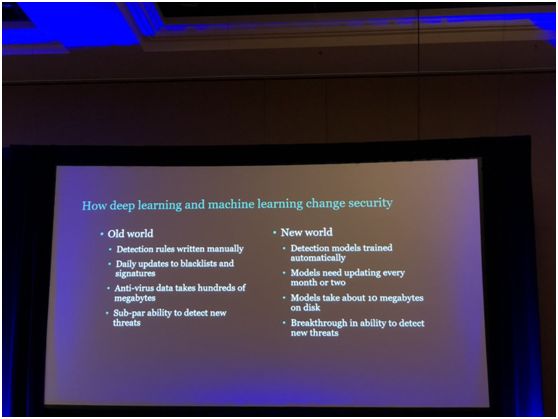 How deep learning and machine learning change security
• Old world
• Detection rules written manually
• Daily updates to blacklists and
signatures
• Anti-virus data takes hundreds of
megabytes
• Sub-par ability to detect new
threats
• New world
• Detection models trained
automatically
• Models need updating every
month or two
• Models take about 10 megabytes
on disk
• Breakthrough in ability to detect
new threats